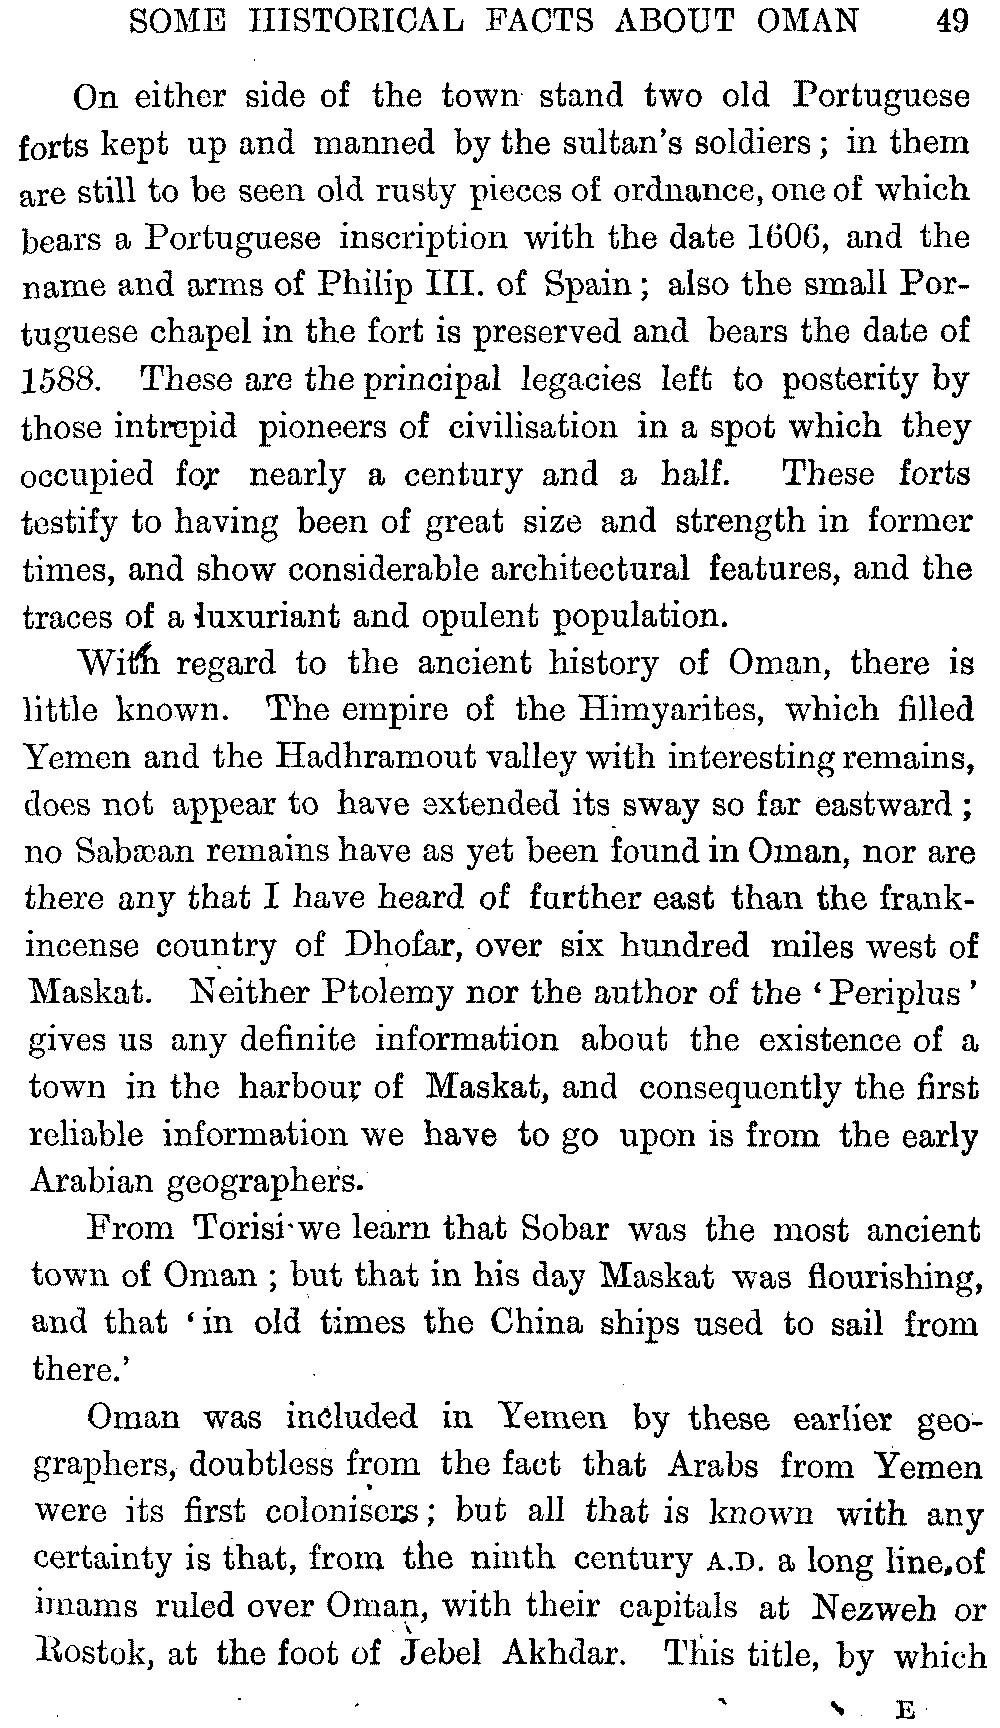 SOME HISTORICAL FACTS ABOUT OMAN 49
On either side of the town stand two old Portuguese
forts kept up and manned by the sultan's soldiers; in them
are still to be seen old rusty pieces of ordnance, one of which
bears a Portuguese inscription with the date 1606, and the
name and arms of Philip III. of Spain; also the small Por-
tuguese chapel in the fort is preserved and bears the date of
1588. These are the principal legacies left to posterity by
those intrepid pioneers of civilisation in a spot which they
occupied for nearly a century and a half. These forts
testify to having been of great size and strength in former
times, and show considerable architectural features, and the
traces of a luxuriant and opulent population.
With regard to the ancient history of Oman, there is
little known. The empire of the Himyarites, which filled
Yemen and the Hadhramout valley with interesting remains,
does not appear to have extended its sway so far eastward;
no Sabæan remains have as yet been found in Oman, nor are
there any that I have heard of further east than the frank-
incense country of Dhofar, over six hundred miles west of
Maskat. Neither Ptolemy nor the author of the 'Periplus'
gives us any definite information about the existence of a
town in the harbour of Maskat, and consequently the first
reliable information we have to go upon is from the early
Arabian geographers.
From Torisi we learn that Sobar was the most ancient
town of Oman; but that in his day Maskat was flourishing,
and that 'in old times the China ships used to sail from
there.'
Oman was included in Yemen by these earlier geo-
graphers, doubtless from the fact that Arabs from Yemen
were its first colonisers; but all that is known with any
certainty is that, from the ninth century A.D. a long line of
imams ruled over Oman, with their capitals at Nezweh or
Rostok, at the foot of Jebel Akhdar. This title, by which
E